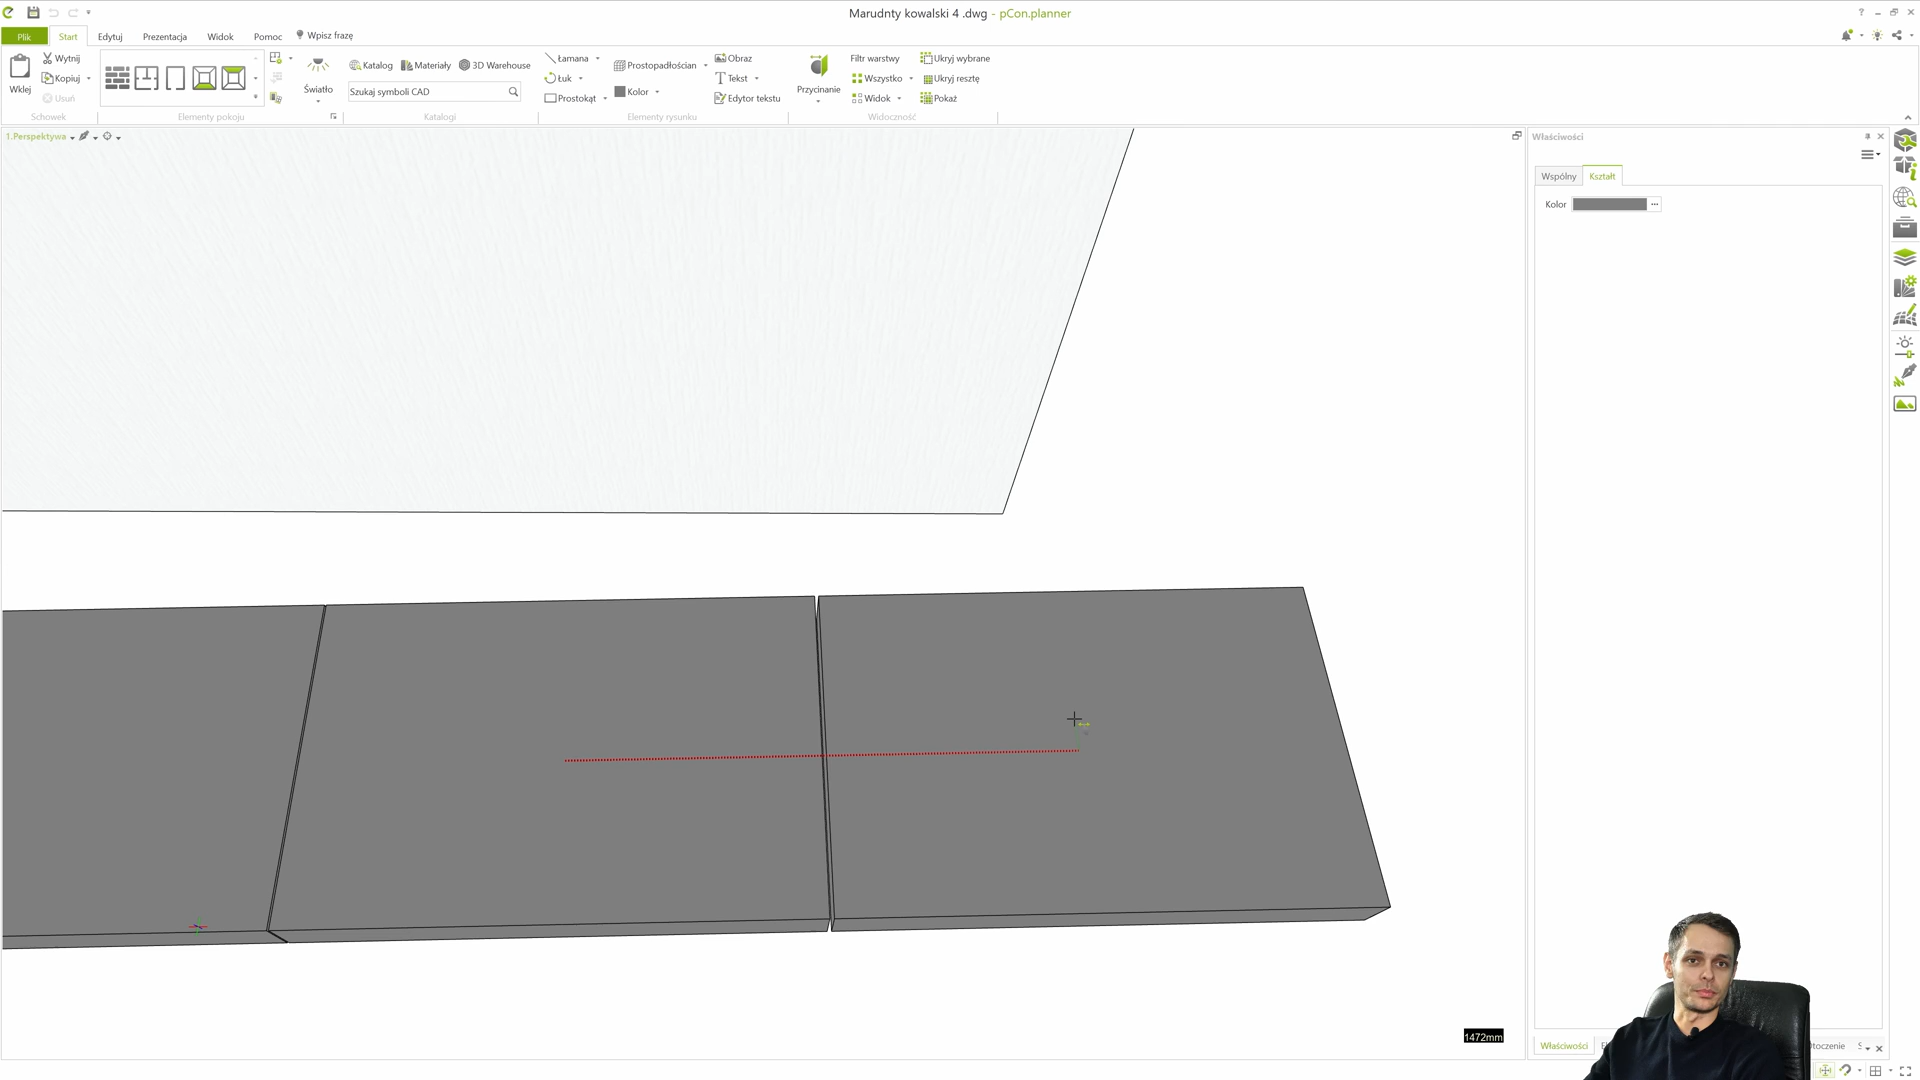 Marudnty kowalski 4 .dwg - pCon.planner
Plik Start Edytuj Prezentacja Widok Pomoc Wpisz frazę
Wklej
Wytnij
Kopiuj
Usuń
Schowek
Elementy pokoju
Światło
Katalog Materiały 3D Warehouse
Szukaj symboli CAD
Katalogi
Łamana
Łuk
Prostokąt
Prostopadłościan
Kolor
Obraz
Tekst
Edytor tekstu
Elementy rysunku
Przycinanie
Filtr warstwy
Wszystko
Widok
Ukryj wybrane
Ukryj resztę
Pokaż
Widoczność
1.Perspektywa
Właściwości
Wspólny Kształt
Kolor
1472mm
Właściwości